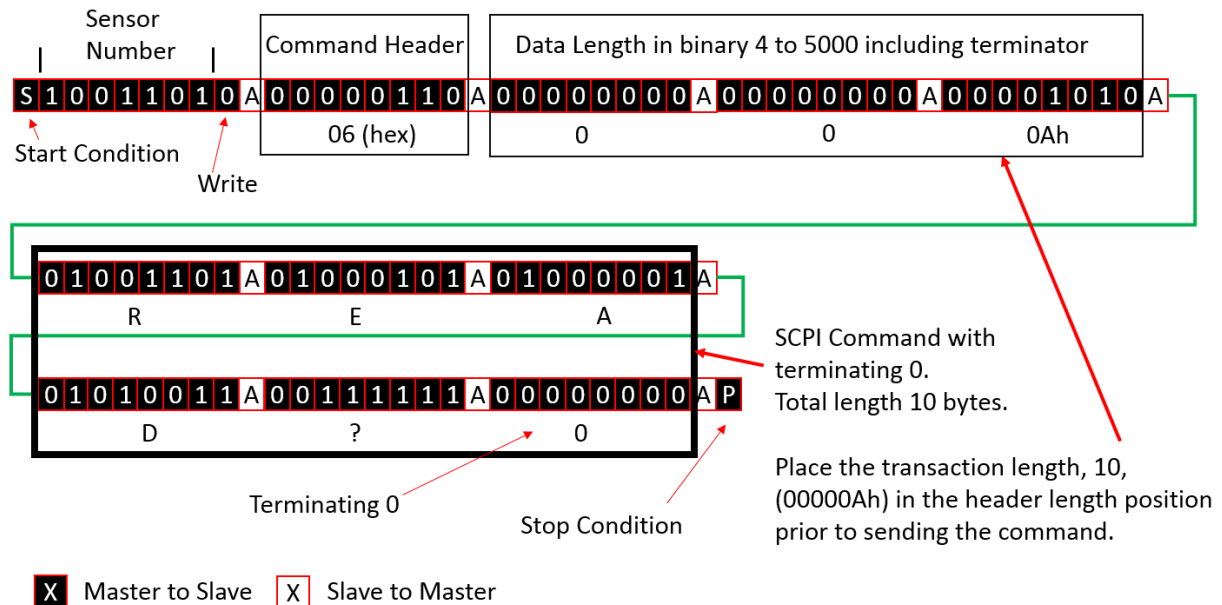 Sensor
Number
Command Header
Data Length in binary 4 to 5000 including terminator
S 1 0 0 1 1 0 1 0 A 0 0 0 0 0 1 1 0 A 0 0 0 0 0 0 0 0 A 0 0 0 0 0 0 0 0 A 0 0 0 0 1 0 1 0 A
06 (hex) 0 0 0Ah
Start Condition
Write
0 1 0 0 1 1 0 1 A 0 1 0 0 0 1 0 1 A 0 1 0 0 0 0 0 1 A
R E A
0 1 0 1 0 0 1 1 A 0 0 1 1 1 1 1 1 A 0 0 0 0 0 0 0 0 A P
D ? 0
SCPI Command with
terminating 0.
Total length 10 bytes.
Terminating 0
Stop Condition
Place the transaction length, 10,
(00000Ah) in the header length position
prior to sending the command.
X Master to Slave X Slave to Master